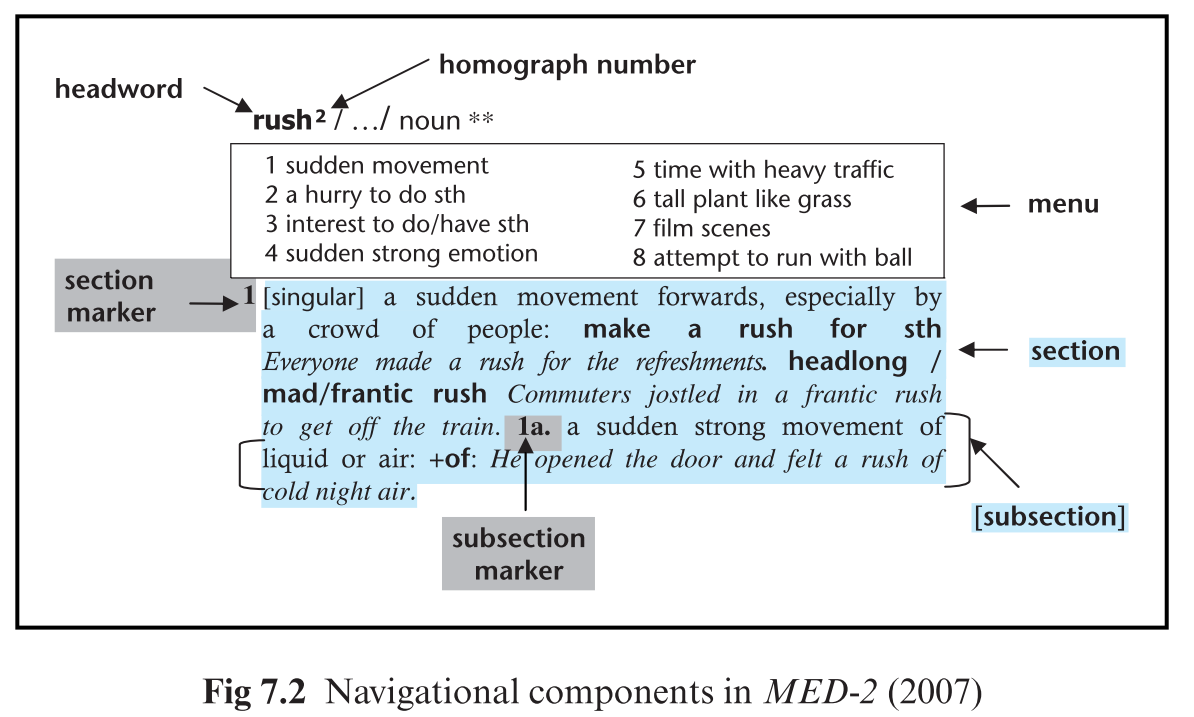 homograph number
headword
rush² / …/ noun **
1 sudden movement
2 a hurry to do sth
3 interest to do/have sth
4 sudden strong emotion
5 time with heavy traffic
6 tall plant like grass
7 film scenes
8 attempt to run with ball
menu
section
marker
1 [singular] a sudden movement forwards, especially by
a crowd of people: make a rush for sth
Everyone made a rush for the refreshments. headlong /
mad/frantic rush Commuters jostled in a frantic rush
to get off the train. 1a. a sudden strong movement of
liquid or air: +of: He opened the door and felt a rush of
cold night air.
section
[subsection]
subsection
marker
Fig 7.2 Navigational components in MED-2 (2007)